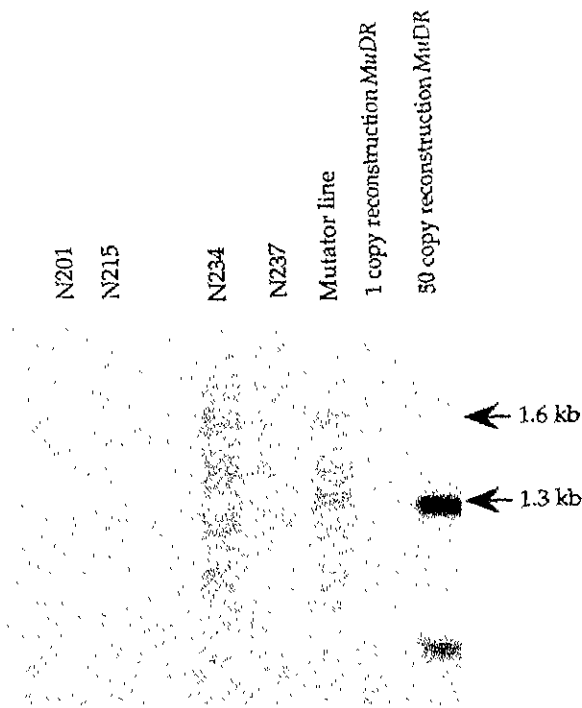 N201
N215
N234
N237
Mutator line
1 copy reconstruction MuDR
50 copy reconstruction MuDR
1.6 kb
1.3 kb